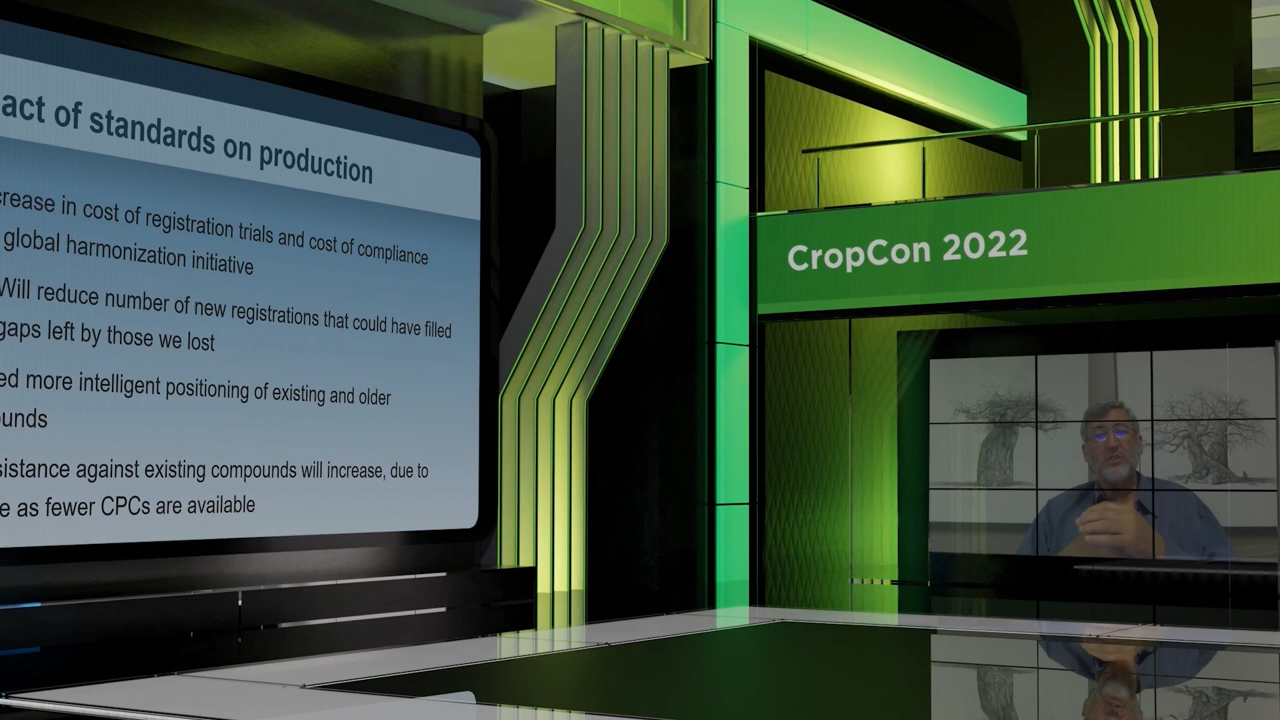 act of standards on production
crease in cost of registration trials and cost of compliance
global harmonization initiative
Will reduce number of new registrations that could have filled
gaps left by those we lost
ed more intelligent positioning of existing and older
ounds
sistance against existing compounds will increase, due to
e as fewer CPCs are available
CropCon 2022